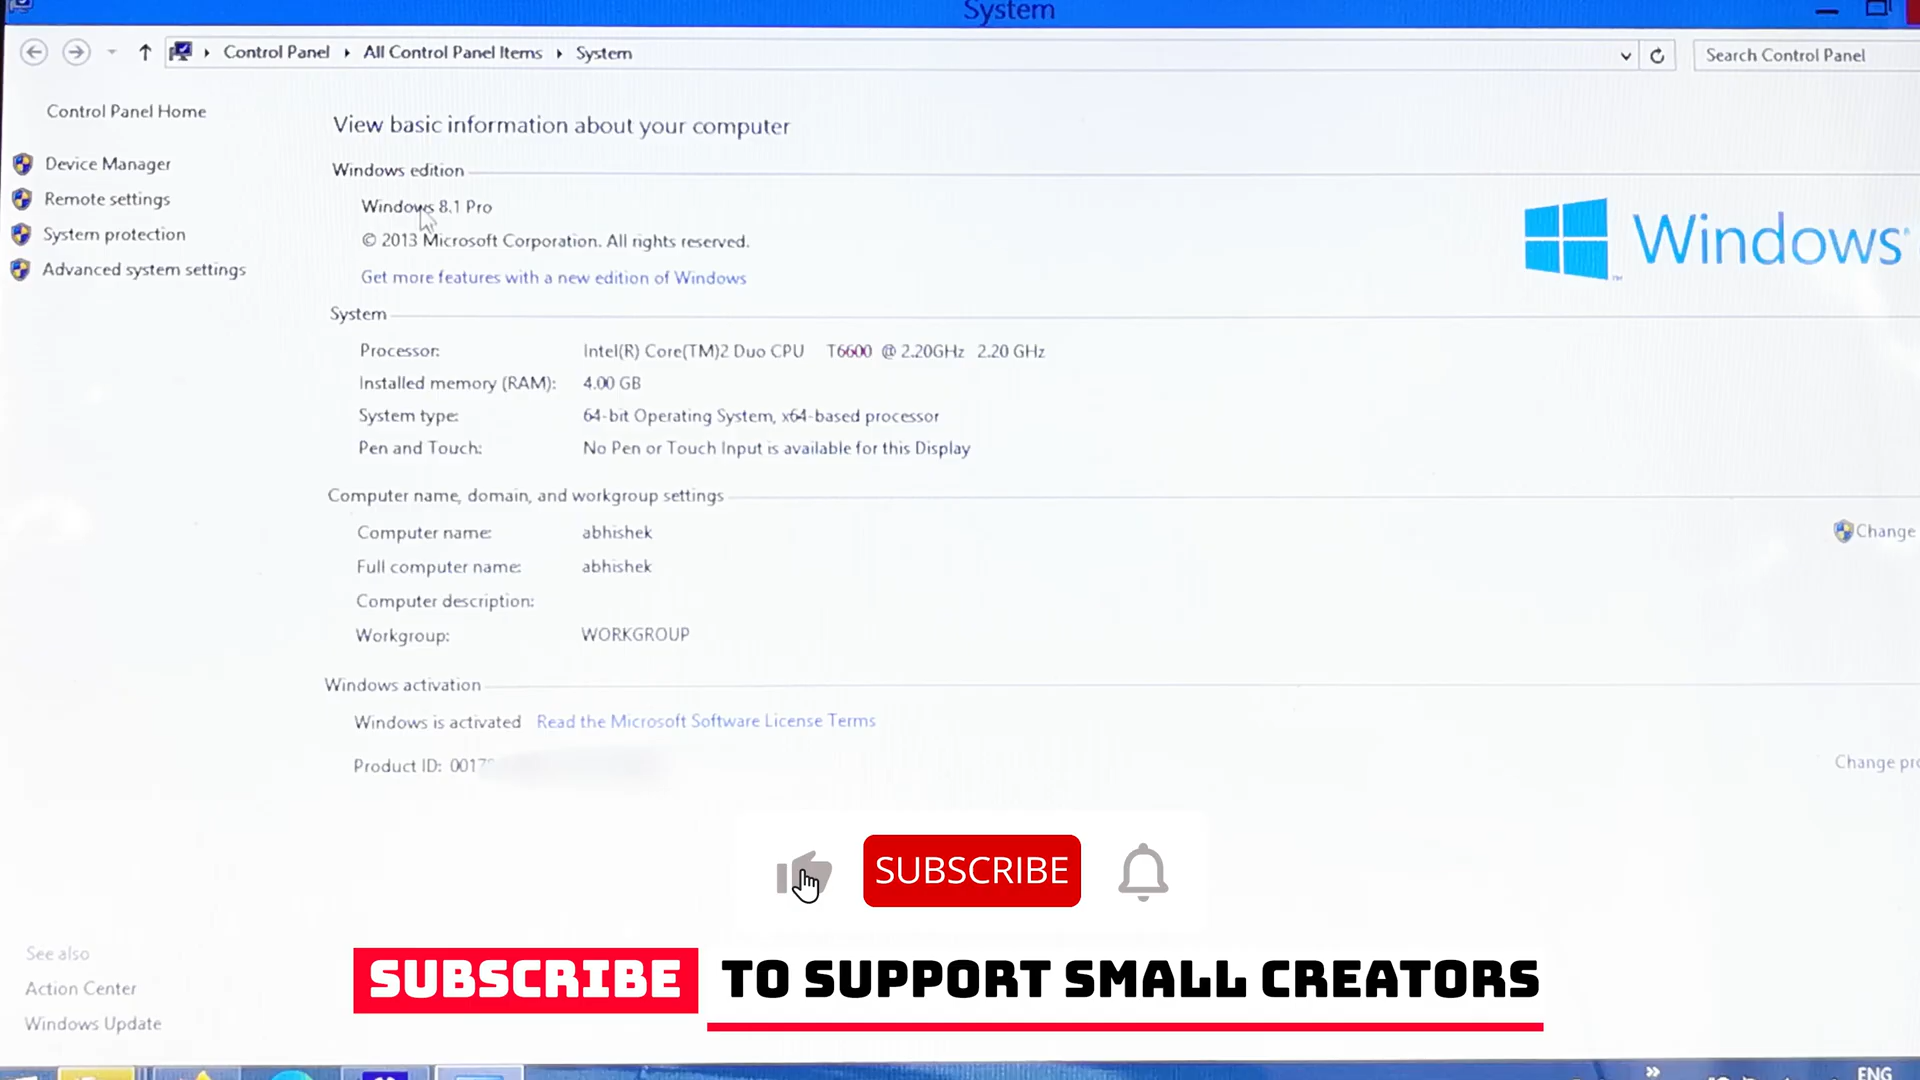 System
Control Panel
All Control Panel Items
System
Search Control Panel
Control Panel Home
Device Manager
Remote settings
System protection
Advanced system settings
View basic information about your computer
Windows edition
Windows 8.1 Pro
© 2013 Microsoft Corporation. All rights reserved.
Get more features with a new edition of Windows
Windows
System
Processor: Intel(R) Core(TM)2 Duo CPU T6600 @ 2.20GHz 2.20 GHz
Installed memory (RAM): 4.00 GB
System type: 64-bit Operating System, x64-based processor
Pen and Touch: No Pen or Touch Input is available for this Display
Computer name, domain, and workgroup settings
Computer name: abhishek
Change
Full computer name: abhishek
Computer description:
Workgroup: WORKGROUP
Windows activation
Windows is activated Read the Microsoft Software License Terms
Product ID: 0017
Change
SUBSCRIBE
SUBSCRIBE TO SUPPORT SMALL CREATORS
See also
Action Center
Windows Update
ENG